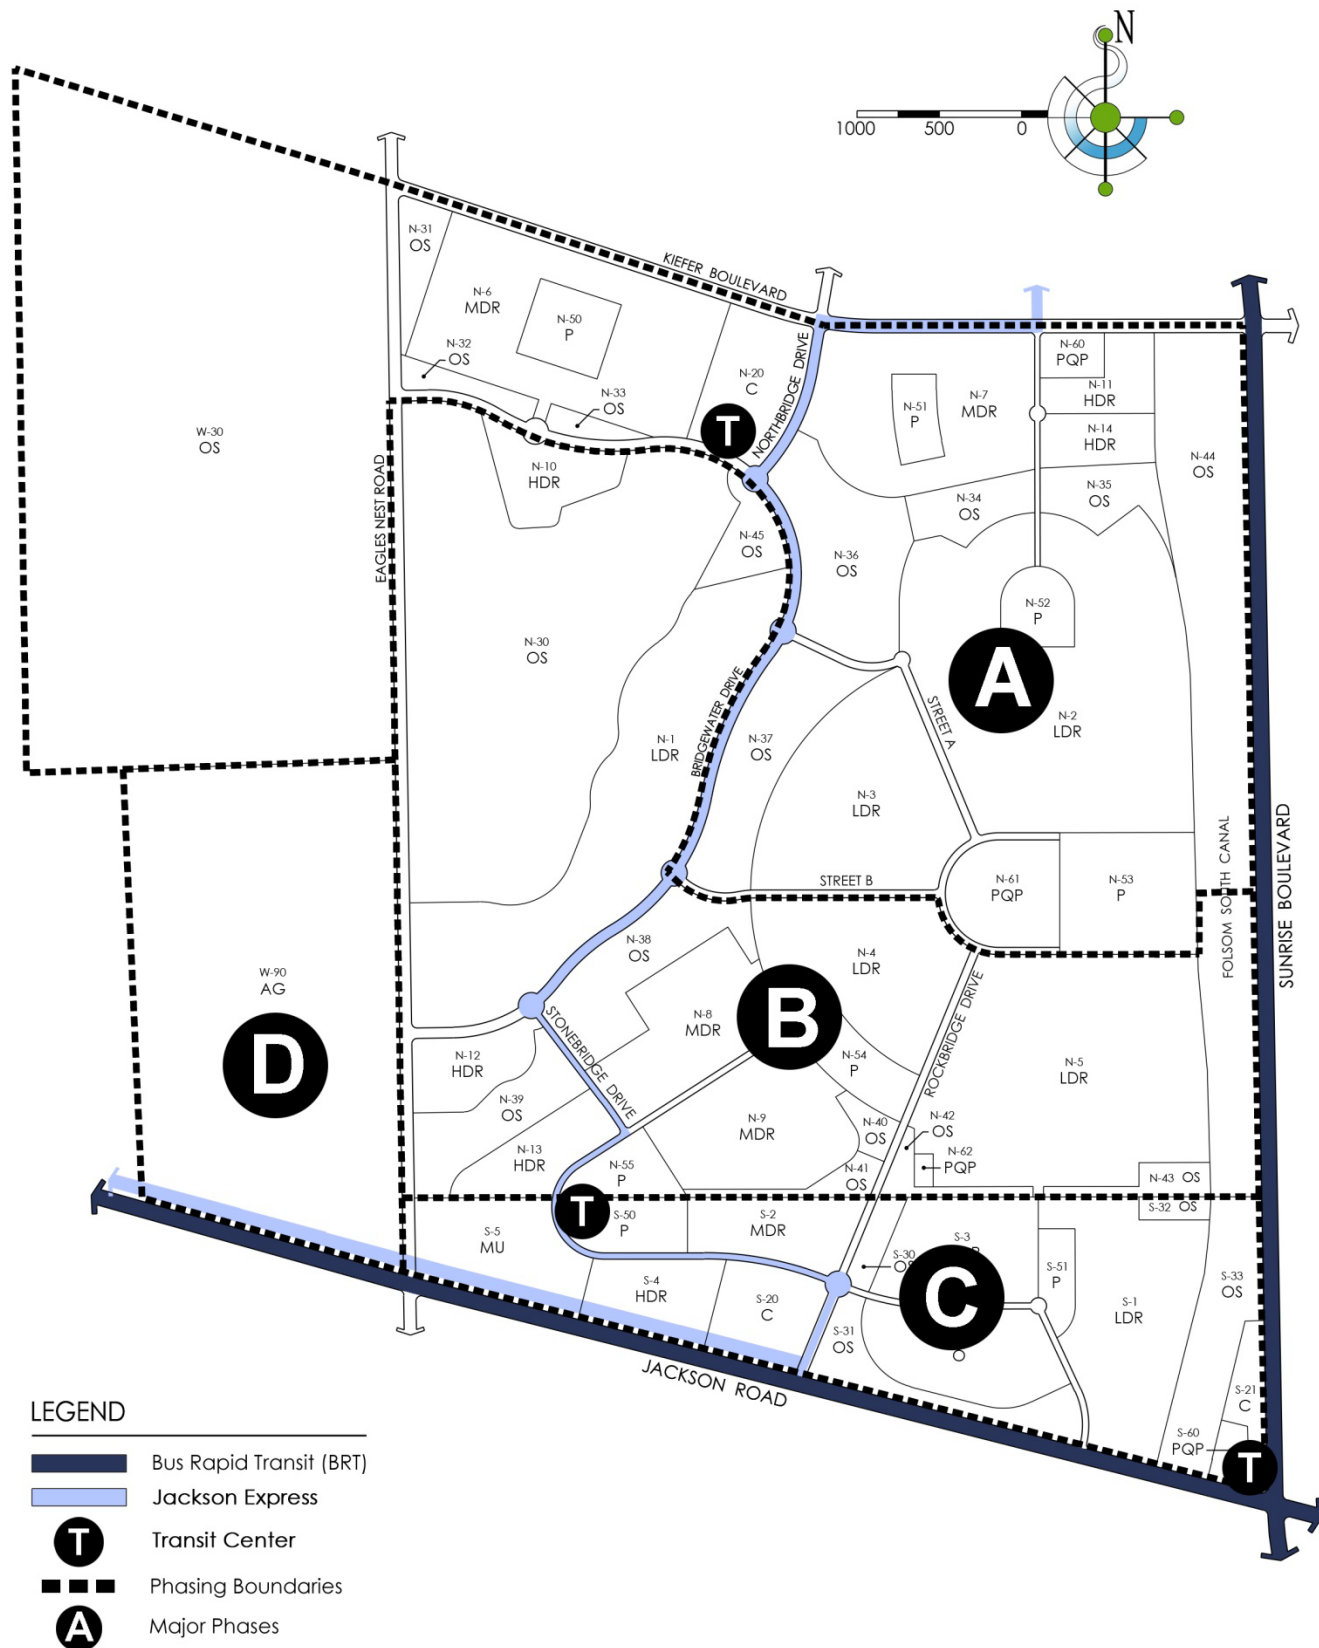 N
1000 500 0
N-31
OS
KIEFER BOULEVARD
N-6
MDR
N-50
P
N-32
OS
N-33
OS
N-20
C
NORTHBRIDGE DRIVE
T
N-60
PQP
N-11
HDR
N-7
MDR
N-51
P
N-14
HDR
N-44
OS
W-30
OS
N-10
HDR
N-34
OS
N-35
OS
EAGLES NEST ROAD
N-45
OS
N-36
OS
N-52
P
N-30
OS
A
N-2
LDR
STREET A
N-1
LDR
BRIDGEWATER DRIVE
N-37
OS
N-3
LDR
STREET B
N-61
PQP
N-53
P
FOLSOM SOUTH CANAL
SUNRISE BOULEVARD
N-38
OS
N-4
LDR
W-90
AG
D
STONEBRIDGE DRIVE
N-8
MDR
B
ROCKBRIDGE DRIVE
N-12
HDR
N-54
P
N-5
LDR
N-39
OS
N-9
MDR
N-40
OS
N-42
OS
N-13
HDR
N-62
PQP
N-55
P
N-41
OS
N-43 OS
S-32 OS
T
S-50
P
S-2
MDR
S-5
MU
S-30
OS
S-3
C
S-51
P
S-4
HDR
S-20
C
S-1
LDR
S-33
OS
S-31
OS
JACKSON ROAD
S-21
C
S-60
PQP
T
LEGEND
Bus Rapid Transit (BRT)
Jackson Express
T Transit Center
Phasing Boundaries
A Major Phases